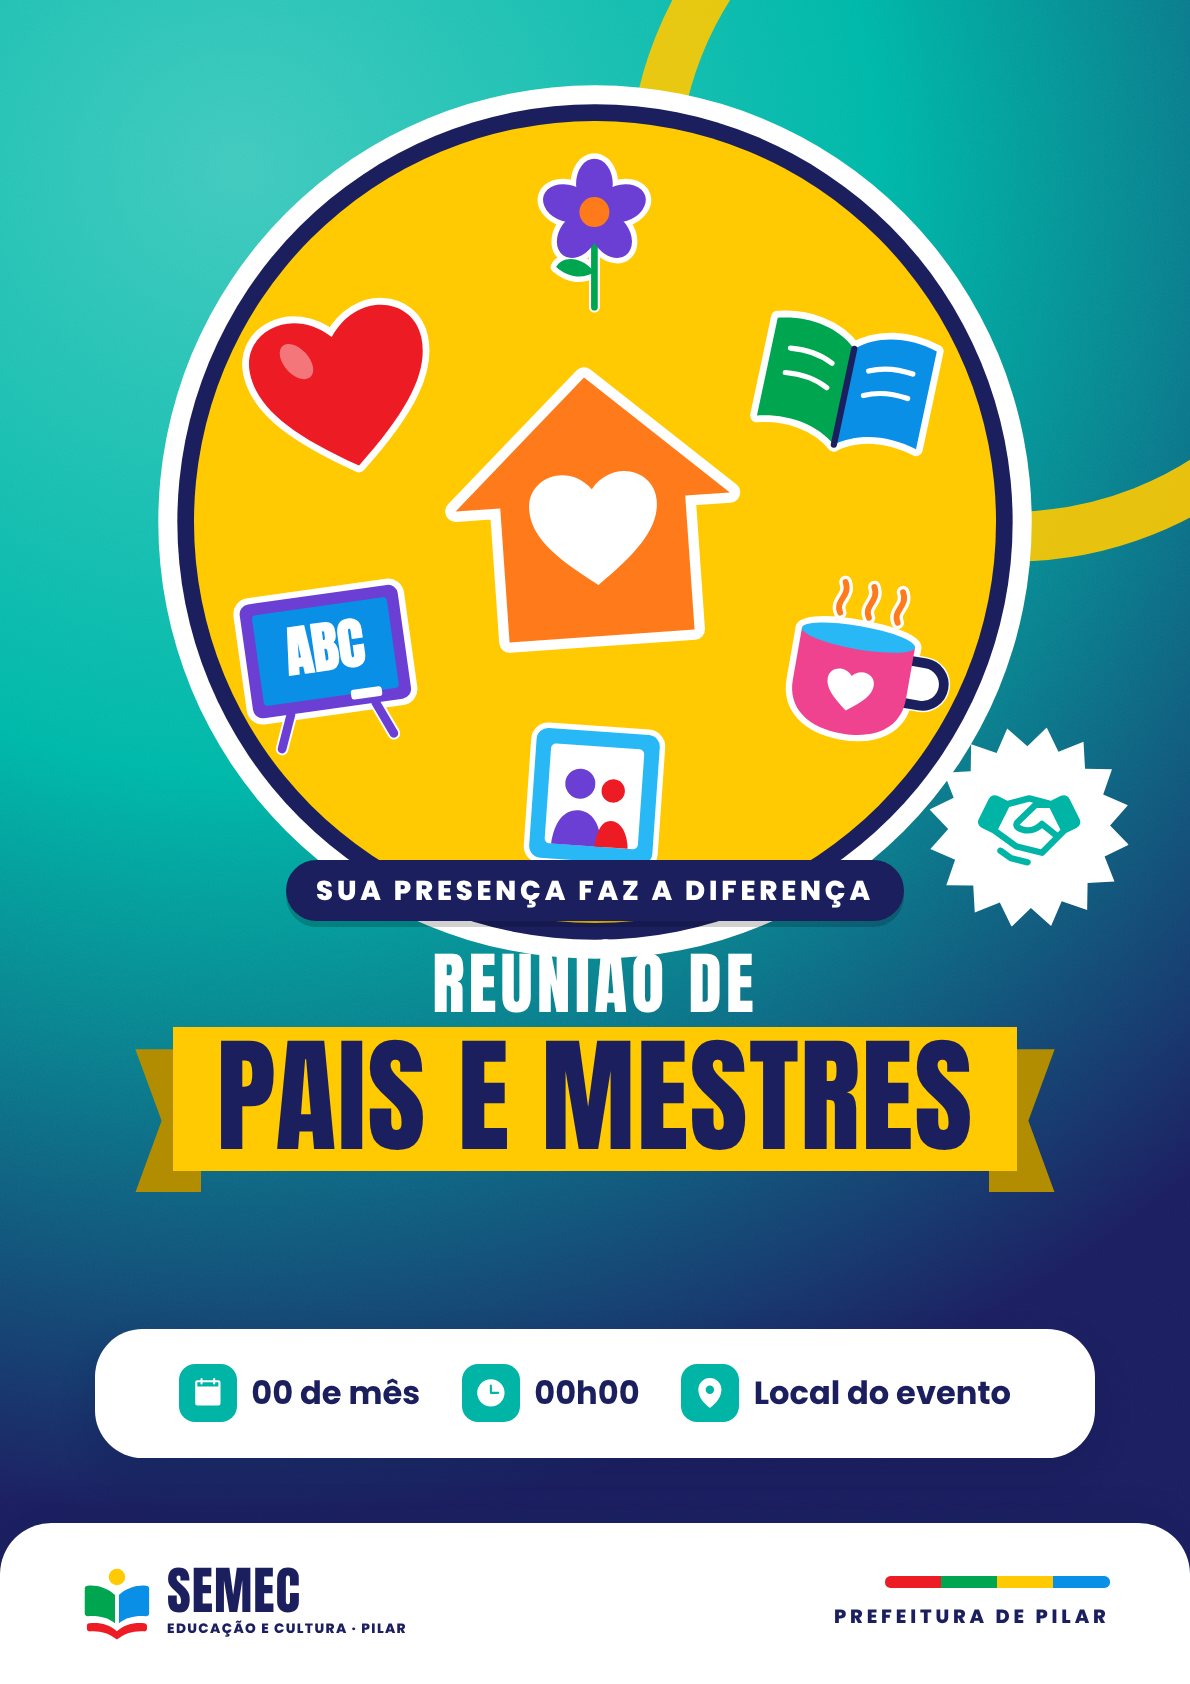 ABC
SUA PRESENÇA FAZ A DIFERENÇA
REUNIÃO DE
PAIS E MESTRES
00 de mês
00h00
Local do evento
SEMEC
EDUCAÇÃO E CULTURA · PILAR
PREFEITURA DE PILAR